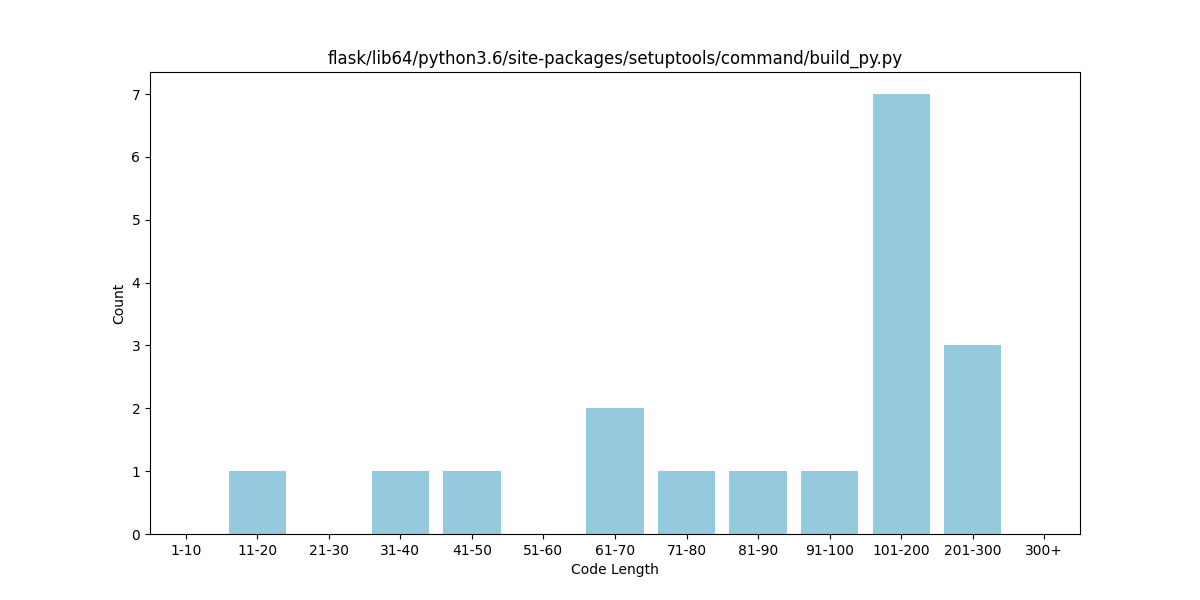 flask/lib64/python3.6/site-packages/setuptools/command/build_py.py
7
6
5
4
3
2
1
0
Count
1-10 11-20 21-30 31-40 41-50 51-60 61-70 71-80 81-90 91-100 101-200 201-300 300+
Code Length